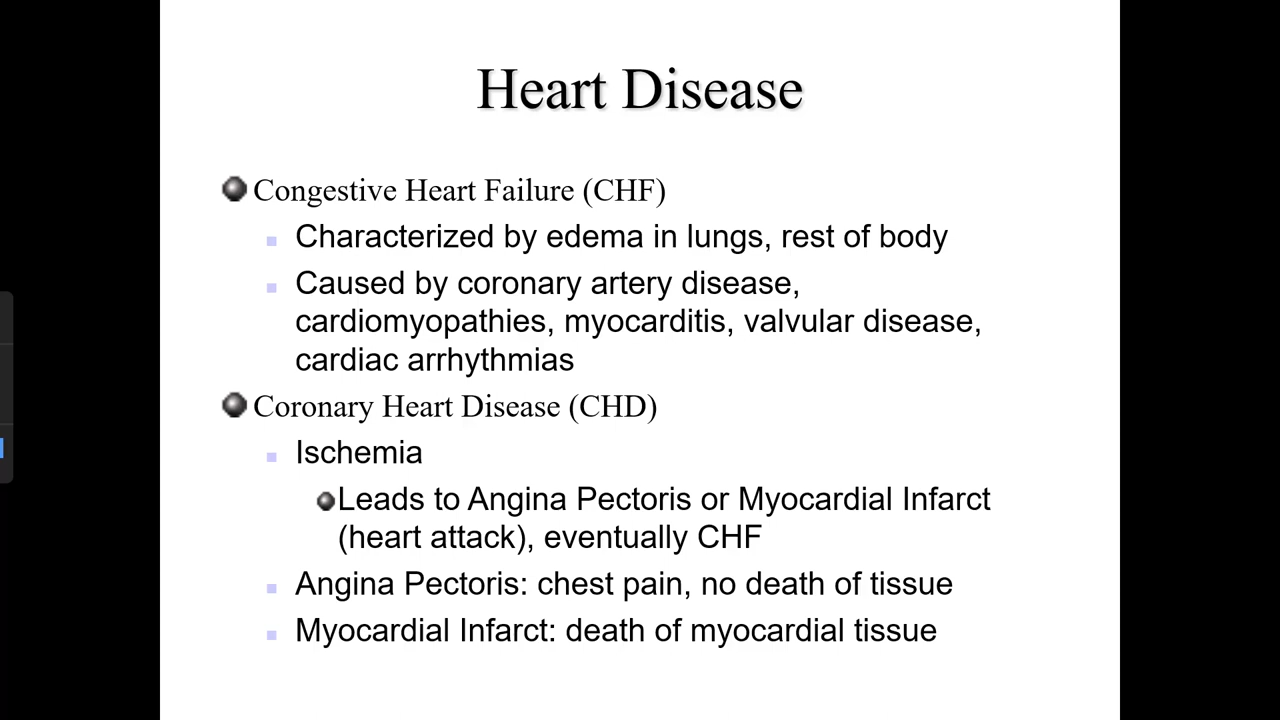 Heart Disease
Congestive Heart Failure (CHF)
Characterized by edema in lungs, rest of body
Caused by coronary artery disease,
cardiomyopathies, myocarditis, valvular disease,
cardiac arrhythmias
Coronary Heart Disease (CHD)
Ischemia
Leads to Angina Pectoris or Myocardial Infarct
(heart attack), eventually CHF
Angina Pectoris: chest pain, no death of tissue
Myocardial Infarct: death of myocardial tissue